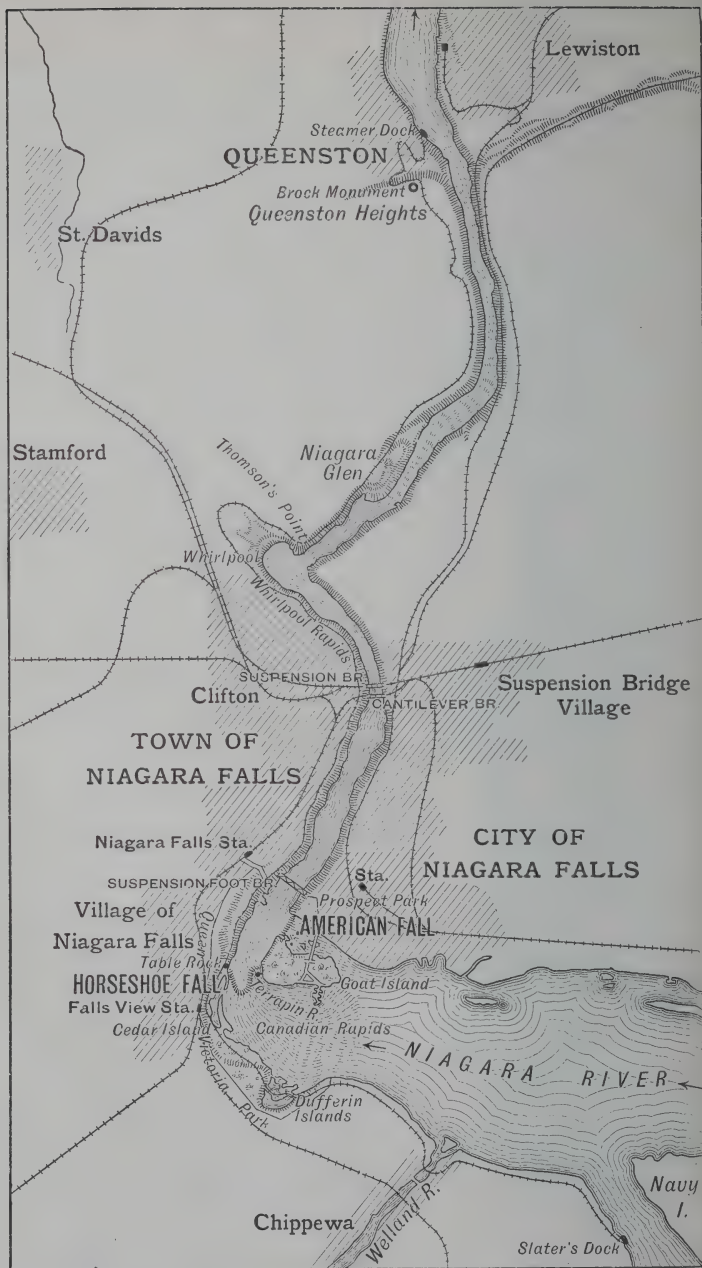 Lewiston
Steamer Dock
QUEENSTON
Brock Monument
Queenston Heights
St. Davids
Stamford
Niagara
Glen
Thomson's Point
Whirlpool
Whirlpool Rapids
SUSPENSION BR.
Clifton
CANTILEVER BR.
Suspension Bridge
Village
TOWN OF
NIAGARA FALLS
Niagara Falls Sta.
CITY OF
NIAGARA FALLS
Sta.
SUSPENSION FOOT BR.
Prospect Park
Village of
Niagara Falls
AMERICAN FALL
Table Rock
HORSESHOE FALL
Terrapin R.
Goat Island
Falls View Sta.
Cedar Island
Canadian Rapids
Queen Victoria Park
NIAGARA RIVER
Dufferin
Islands
Navy
I.
Chippewa
Welland R.
Slater's Dock